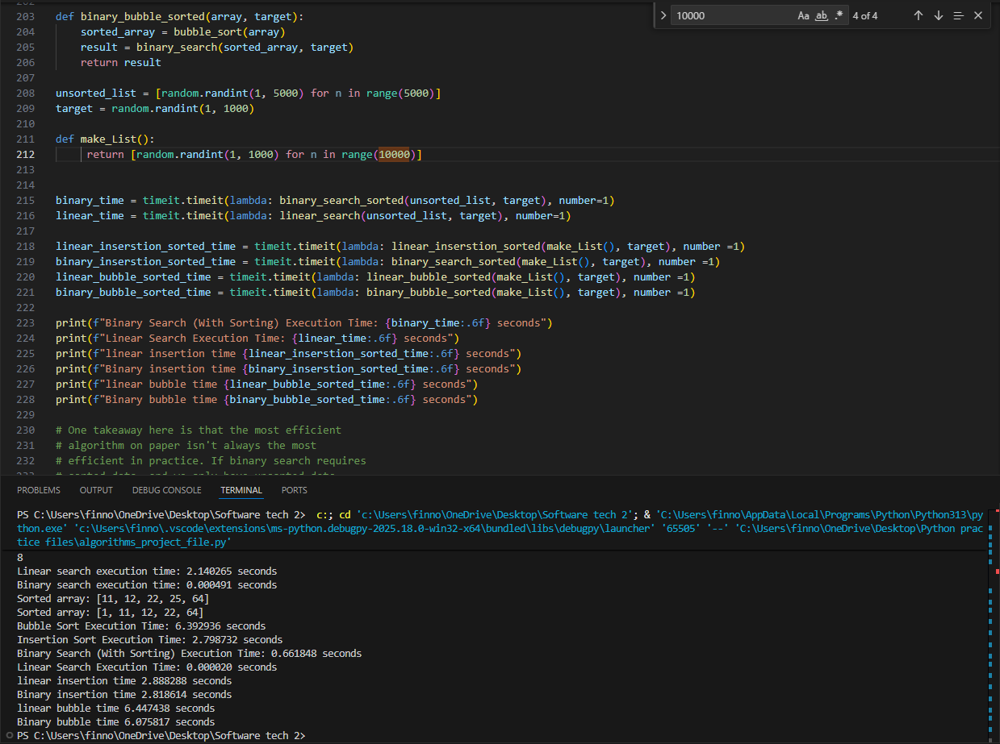 203 def binary_bubble_sorted(array, target):
204     sorted_array = bubble_sort(array)
205     result = binary_search(sorted_array, target)
206     return result
207
208 unsorted_list = [random.randint(1, 5000) for n in range(5000)]
209 target = random.randint(1, 1000)
210
211 def make_List():
212      return [random.randint(1, 1000) for n in range(10000)]
213
214
215 binary_time = timeit.timeit(lambda: binary_search_sorted(unsorted_list, target), number=1)
216 linear_time = timeit.timeit(lambda: linear_search(unsorted_list, target), number=1)
217
218 linear_inserstion_sorted_time = timeit.timeit(lambda: linear_inserstion_sorted(make_List(), target), number =1)
219 binary_inserstion_sorted_time = timeit.timeit(lambda: binary_search_sorted(make_List(), target), number =1)
220 linear_bubble_sorted_time = timeit.timeit(lambda: linear_bubble_sorted(make_List(), target), number =1)
221 binary_bubble_sorted_time = timeit.timeit(lambda: binary_bubble_sorted(make_List(), target), number =1)
222
223 print(f"Binary Search (With Sorting) Execution Time: {binary_time:.6f} seconds")
224 print(f"Linear Search Execution Time: {linear_time:.6f} seconds")
225 print(f"linear insertion time {linear_inserstion_sorted_time:.6f} seconds")
226 print(f"Binary insertion time {binary_inserstion_sorted_time:.6f} seconds")
227 print(f"linear bubble time {linear_bubble_sorted_time:.6f} seconds")
228 print(f"Binary bubble time {binary_bubble_sorted_time:.6f} seconds")
229
230 # One takeaway here is that the most efficient
231 # algorithm on paper isn't always the most
232 # efficient in practice. If binary search requires
10000 Aa ab .* 4 of 4
PROBLEMS OUTPUT DEBUG CONSOLE TERMINAL PORTS
PS C:\Users\finno\OneDrive\Desktop\Software tech 2>  c:; cd 'c:\Users\finno\OneDrive\Desktop\Software tech 2'; & 'C:\Users\finno\AppData\Local\Programs\Python\Python313\py
thon.exe' 'c:\Users\finno\.vscode\extensions\ms-python.debugpy-2025.18.0-win32-x64\bundled\libs\debugpy\launcher' '65505' '--' 'C:\Users\finno\OneDrive\Desktop\Python prac
tice files\algorithms_project_file.py'
8
Linear search execution time: 2.140265 seconds
Binary search execution time: 0.000491 seconds
Sorted array: [11, 12, 22, 25, 64]
Sorted array: [1, 11, 12, 22, 64]
Bubble Sort Execution Time: 6.392936 seconds
Insertion Sort Execution Time: 2.798732 seconds
Binary Search (With Sorting) Execution Time: 0.661848 seconds
Linear Search Execution Time: 0.000020 seconds
linear insertion time 2.888288 seconds
Binary insertion time 2.818614 seconds
linear bubble time 6.447438 seconds
Binary bubble time 6.075817 seconds
PS C:\Users\finno\OneDrive\Desktop\Software tech 2>